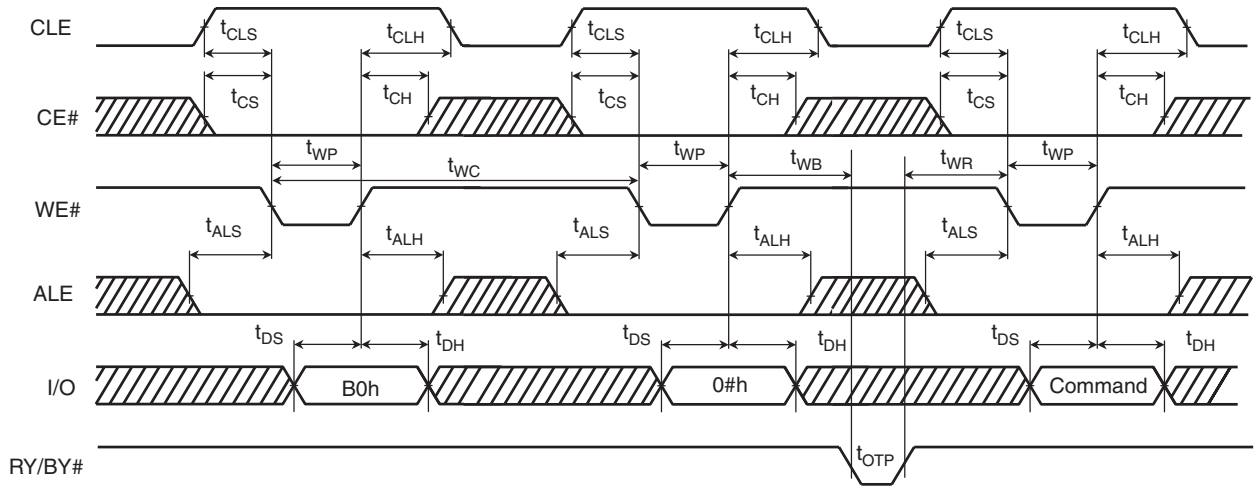 CLE tCLS tCLH tCLS tCLH tCLS tCLH
CE# tCS tCH tCS tCH tCS tCH
tWP tWC tWP tWB tWR tWP
WE#
tALS tALH tALS tALH tALS tALH
ALE
tDS tDH tDS tDH tDS tDH
I/O B0h 0#h Command
RY/BY# tOTP